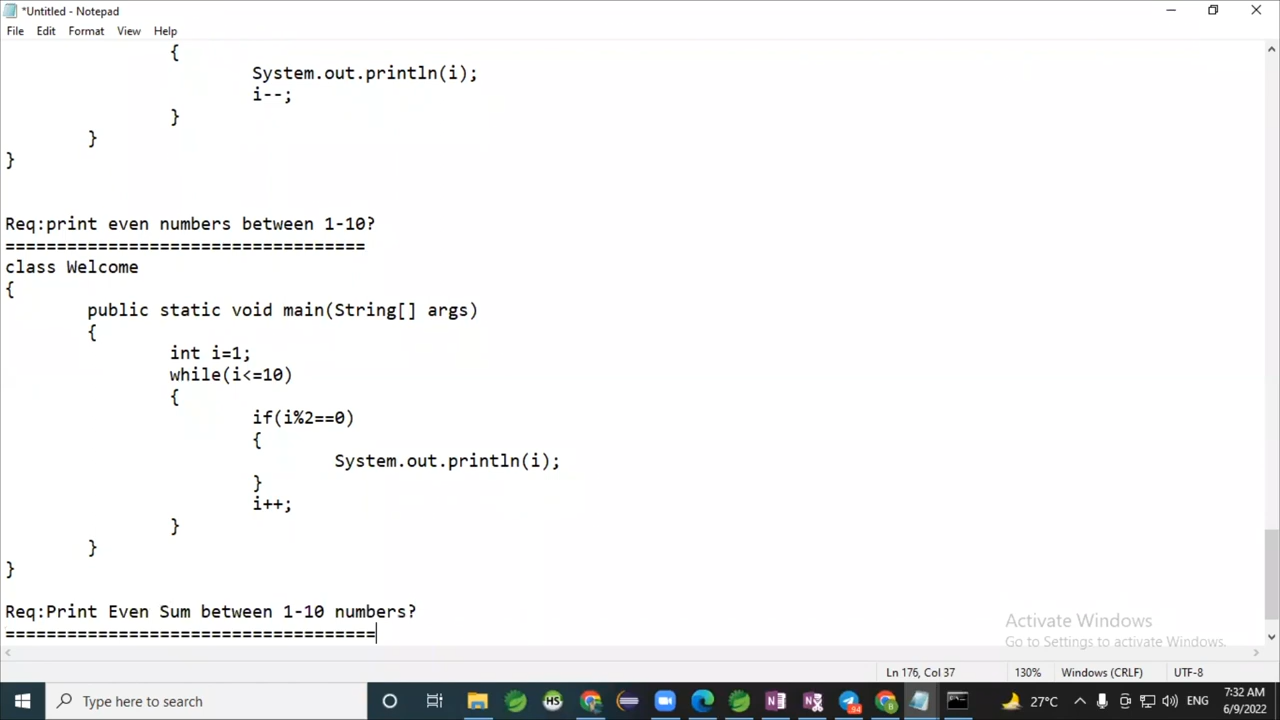 *Untitled - Notepad
File Edit Format View Help
{
System.out.println(i);
i--;
}
}
}
Req:print even numbers between 1-10?
===================================
class Welcome
{
public static void main(String[] args)
{
int i=1;
while(i<=10)
{
if(i%2==0)
{
System.out.println(i);
}
i++;
}
}
}
Req:Print Even Sum between 1-10 numbers?
====================================
Activate Windows
Go to Settings to activate Windows.
Ln 176, Col 37 130% Windows (CRLF) UTF-8
Type here to search HS 84 B 27°C ENG 7:32 AM
6/9/2022